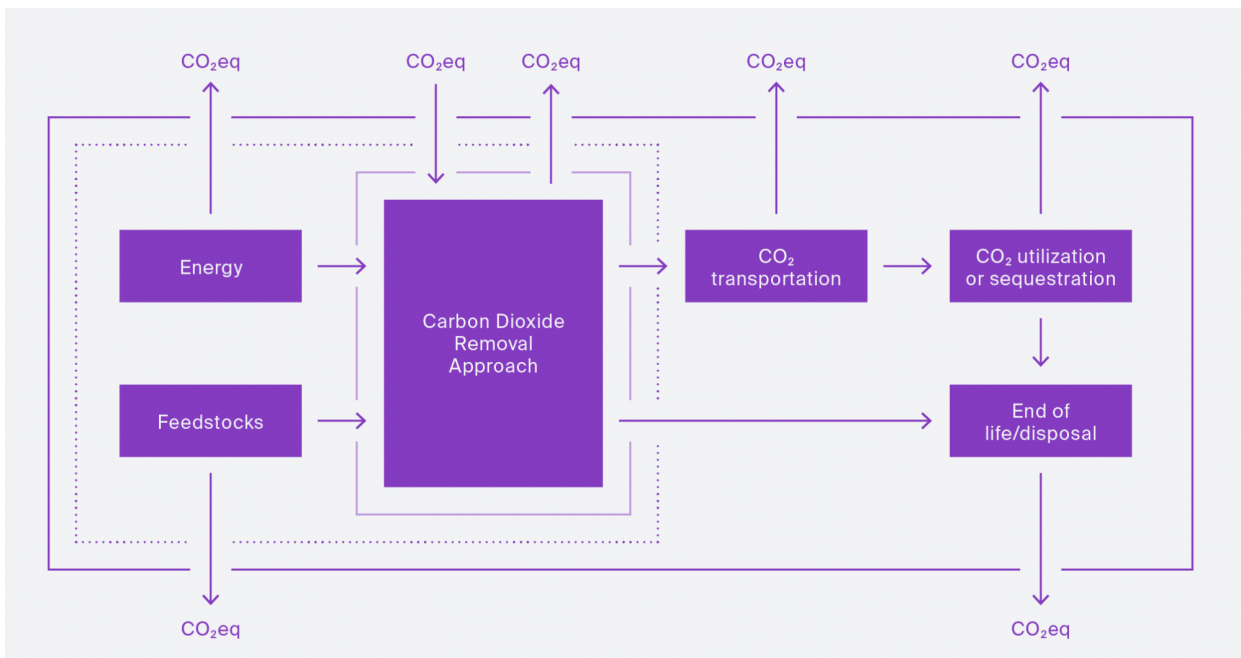 CO₂eq
CO₂eq
CO₂eq
CO₂eq
CO₂eq
Energy
Carbon Dioxide
Removal
Approach
CO₂
transportation
CO₂ utilization
or sequestration
Feedstocks
End of
life/disposal
CO₂eq
CO₂eq